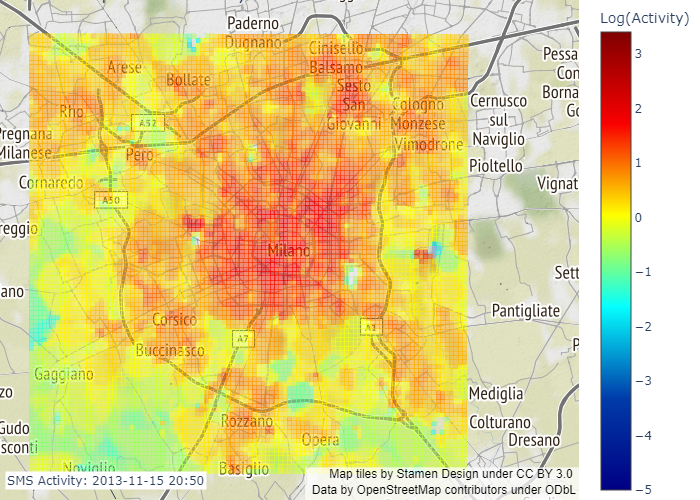 Log(Activity)
3
2
1
0
−1
−2
−3
−4
−5
Paderno
Dugnano
Cinisello
Balsamo
Arese
Bollate
Sesto
San
Giovanni
Pessa
Con
Borna
Go
Rho
A52
Cologno
Monzese
Cernusco
sul
Naviglio
Pregnana
Milanese
Pero
Vimodrone
Pioltello
Cornaredo
Vignat
A50
reggio
Milano
Sett
ano
Pantigliate
Corsico
A7
Buccinasco
Gaggiano
Mediglia
zo
Rozzano
Colturano
Gudo
sconti
Opera
Dresano
Noviglio
Basiglio
SMS Activity: 2013-11-15 20:50
Map tiles by Stamen Design under CC BY 3.0
Data by OpenStreetMap contributors under ODbL